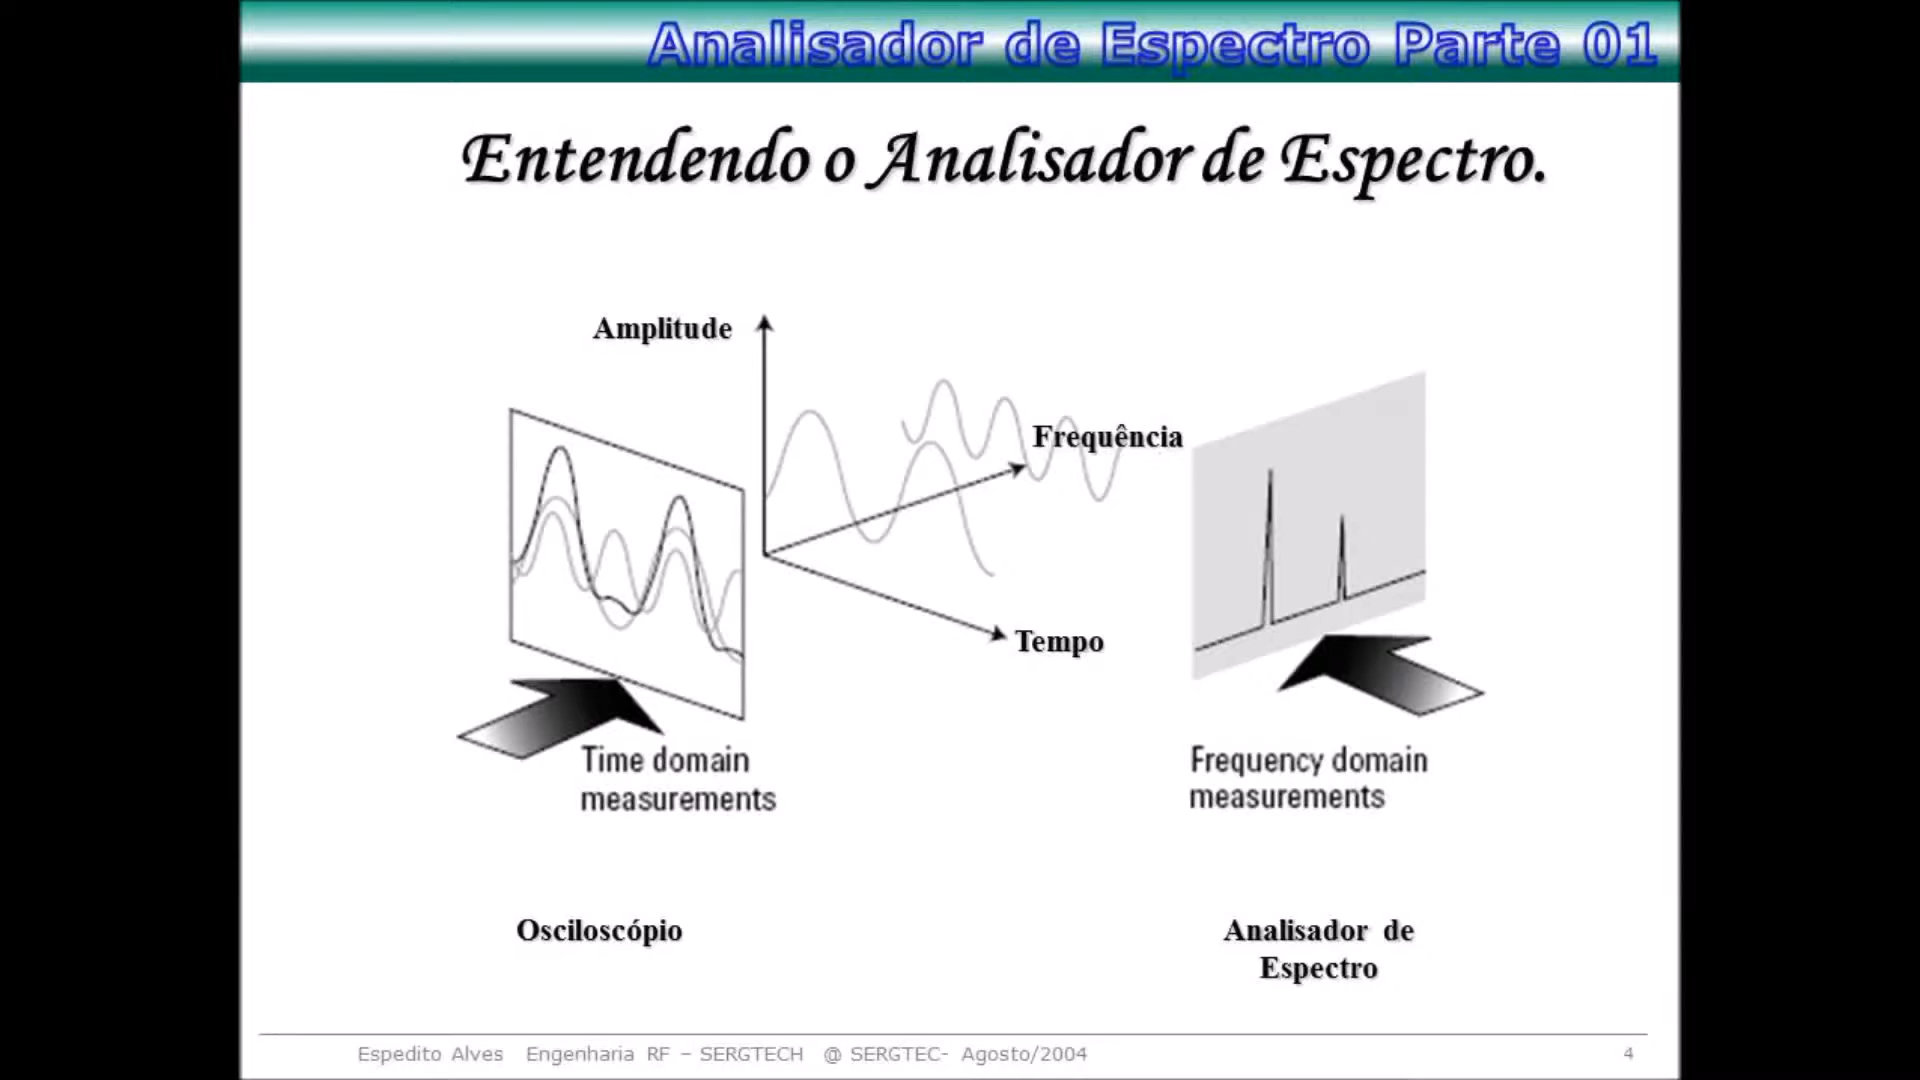 Analisador de Espectro Parte 01
Entendendo o Analisador de Espectro.
Amplitude
Frequência
Tempo
Time domain
measurements
Frequency domain
measurements
Osciloscópio
Analisador de
Espectro
Espedito Alves Engenharia RF – SERGTECH @ SERGTEC- Agosto/2004
4